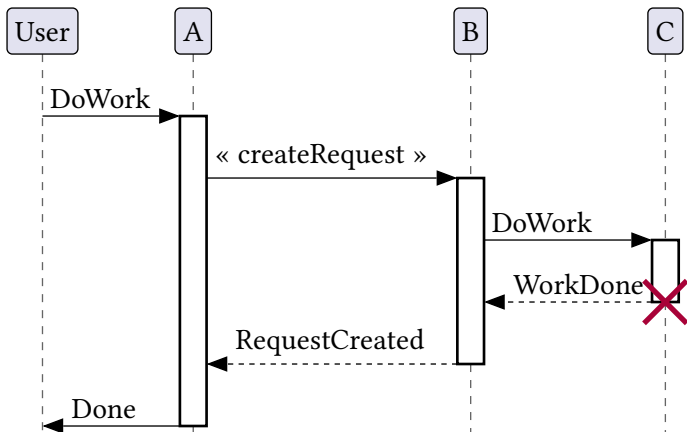 User A B C
DoWork
« createRequest »
DoWork
WorkDone
RequestCreated
Done